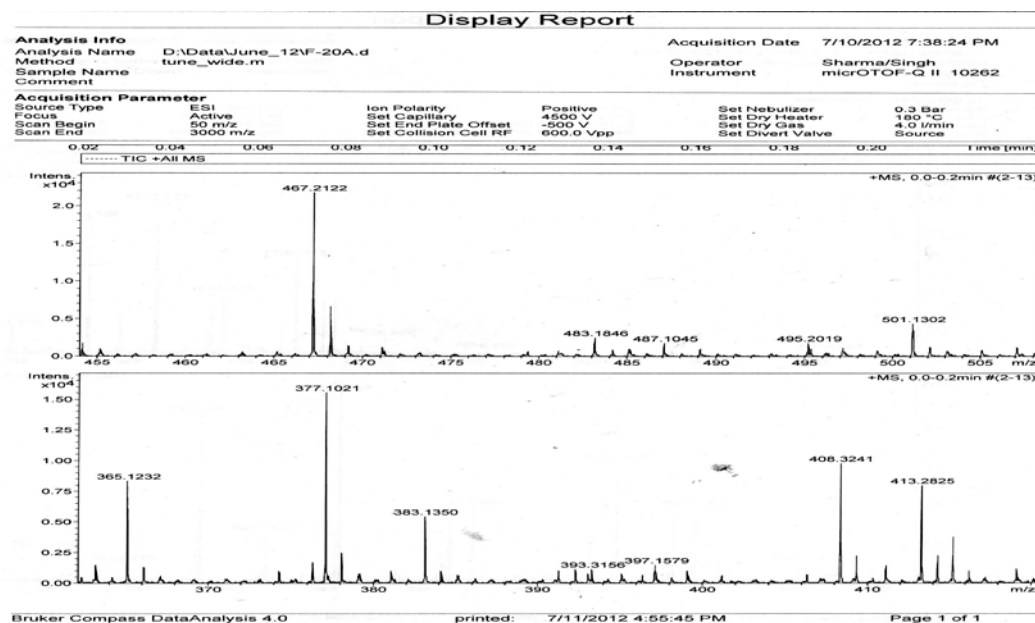 Display Report
Analysis Info
Analysis Name D:\Data\June_12\F-20A.d
Method tune_wide.m
Sample Name
Comment
Acquisition Date 7/10/2012 7:38:24 PM
Operator Sharma/Singh
Instrument micrOTOF-Q II 10262
Acquisition Parameter
Source Type ESI Ion Polarity Positive Set Nebulizer 0.3 Bar
Focus Active Set Capillary 4500 V Set Dry Heater 180 °C
Scan Begin 50 m/z Set End Plate Offset -500 V Set Dry Gas 4.0 l/min
Scan End 3000 m/z Set Collision Cell RF 600.0 Vpp Set Divert Valve Source
0.02 0.04 0.06 0.08 0.10 0.12 0.14 0.16 0.18 0.20 Time [min]
TIC +All MS
Intens.
x10⁴
+MS, 0.0-0.2min #(2-13)
467.2122
2.0
1.5
1.0
0.5
483.1846
487.1045
495.2019
501.1302
0.0
455 460 465 470 475 480 485 490 495 500 505 m/z
Intens.
x10⁴
+MS, 0.0-0.2min #(2-13)
377.1021
1.50
1.25
1.00
408.3241
365.1232
413.2825
0.75
383.1350
0.50
0.25
393.3156
397.1579
0.00
370 380 390 400 410 m/z
Bruker Compass DataAnalysis 4.0 printed: 7/11/2012 4:55:45 PM Page 1 of 1